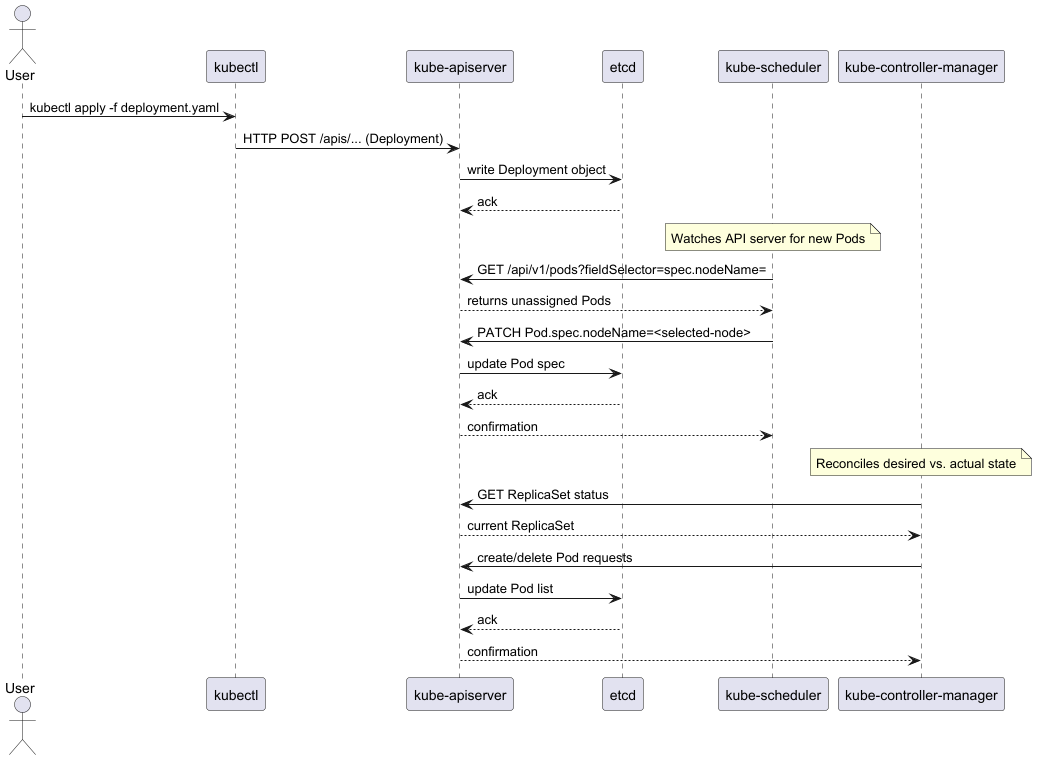 User
kubectl
kube-apiserver
etcd
kube-scheduler
kube-controller-manager
kubectl apply -f deployment.yaml
HTTP POST /apis/... (Deployment)
write Deployment object
ack
Watches API server for new Pods
GET /api/v1/pods?fieldSelector=spec.nodeName=
returns unassigned Pods
PATCH Pod.spec.nodeName=<selected-node>
update Pod spec
ack
confirmation
Reconciles desired vs. actual state
GET ReplicaSet status
current ReplicaSet
create/delete Pod requests
update Pod list
ack
confirmation
User
kubectl
kube-apiserver
etcd
kube-scheduler
kube-controller-manager